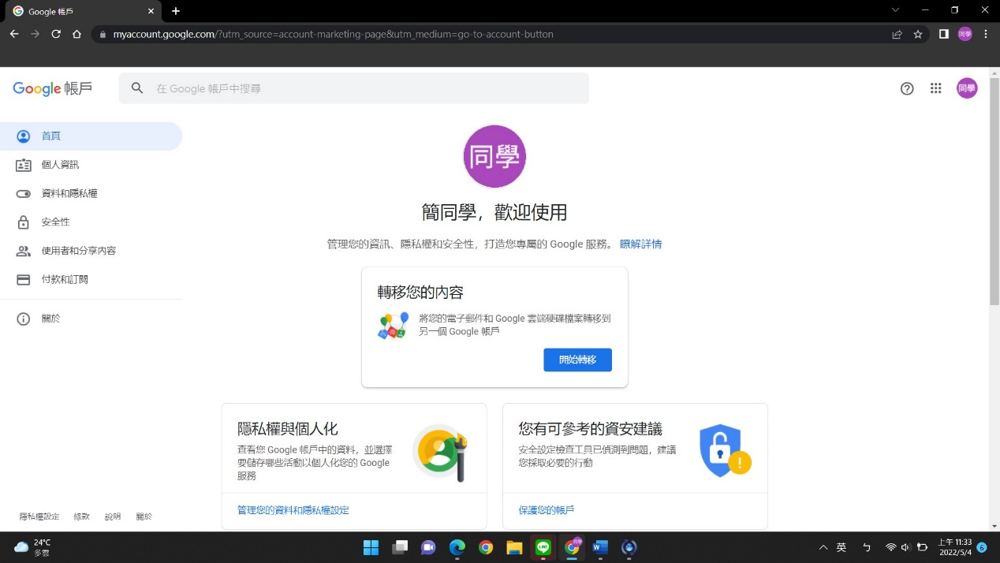 Google 帳戶
myaccount.google.com/?utm_source=account-marketing-page&utm_medium=go-to-account-button
同學
Google 帳戶
在 Google 帳戶中搜尋
同學
首頁
個人資訊
資料和隱私權
安全性
使用者和分享內容
付款和訂閱
關於
同學
簡同學，歡迎使用
管理您的資訊、隱私權和安全性，打造您專屬的 Google 服務。 瞭解詳情
轉移您的內容
將您的電子郵件和 Google 雲端硬碟檔案轉移到
另一個 Google 帳戶
開始轉移
隱私權與個人化
查看您 Google 帳戶中的資料，並選擇
要儲存哪些活動以個人化您的 Google
服務
管理您的資料和隱私權設定
您有可參考的資安建議
安全設定檢查工具已偵測到問題，建議
您採取必要的行動
保護您的帳戶
隱私權設定 條款 說明 關於
24°C
多雲
LINE
同學
W
英
ㄅ
上午 11:33
2022/5/4
6